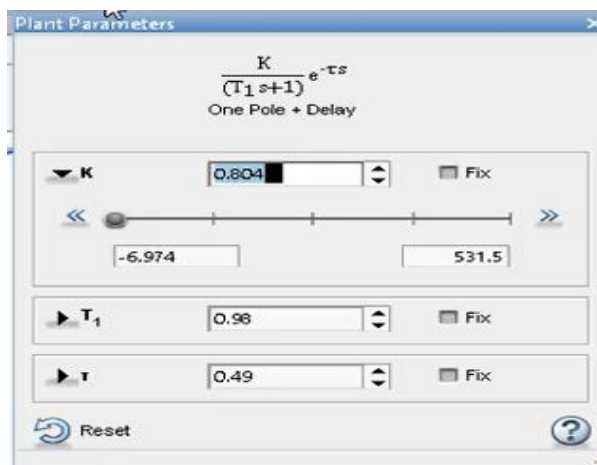 Plant Parameters
K
(T₁ s+1) e⁻ᵀˢ
One Pole + Delay
K 0.804 Fix
-6.974 531.5
T₁ 0.98 Fix
τ 0.49 Fix
Reset